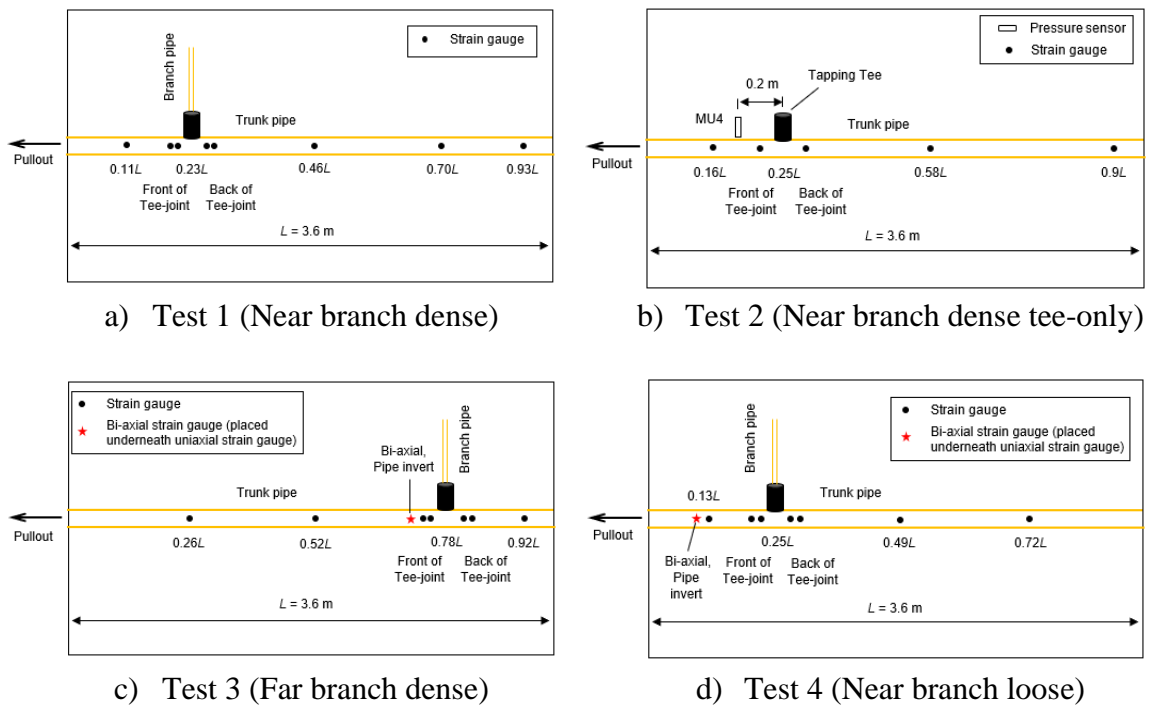 Strain gauge
Branch pipe
Trunk pipe
Pullout
0.11L
0.23L
0.46L
0.70L
0.93L
Front of
Tee-joint
Back of
Tee-joint
L = 3.6 m
a) Test 1 (Near branch dense)
Pressure sensor
Strain gauge
0.2 m
Tapping Tee
MU4
Trunk pipe
Pullout
0.16L
0.25L
0.58L
0.9L
Front of
Tee-joint
Back of
Tee-joint
L = 3.6 m
b) Test 2 (Near branch dense tee-only)
Strain gauge
Bi-axial strain gauge (placed
underneath uniaxial strain gauge)
Bi-axial,
Pipe invert
Branch pipe
Trunk pipe
Pullout
0.26L
0.52L
0.78L
0.92L
Front of
Tee-joint
Back of
Tee-joint
L = 3.6 m
c) Test 3 (Far branch dense)
Strain gauge
Bi-axial strain gauge (placed
underneath uniaxial strain gauge)
Branch pipe
0.13L
Trunk pipe
Pullout
0.25L
0.49L
0.72L
Bi-axial,
Pipe
invert
Front of
Tee-joint
Back of
Tee-joint
L = 3.6 m
d) Test 4 (Near branch loose)